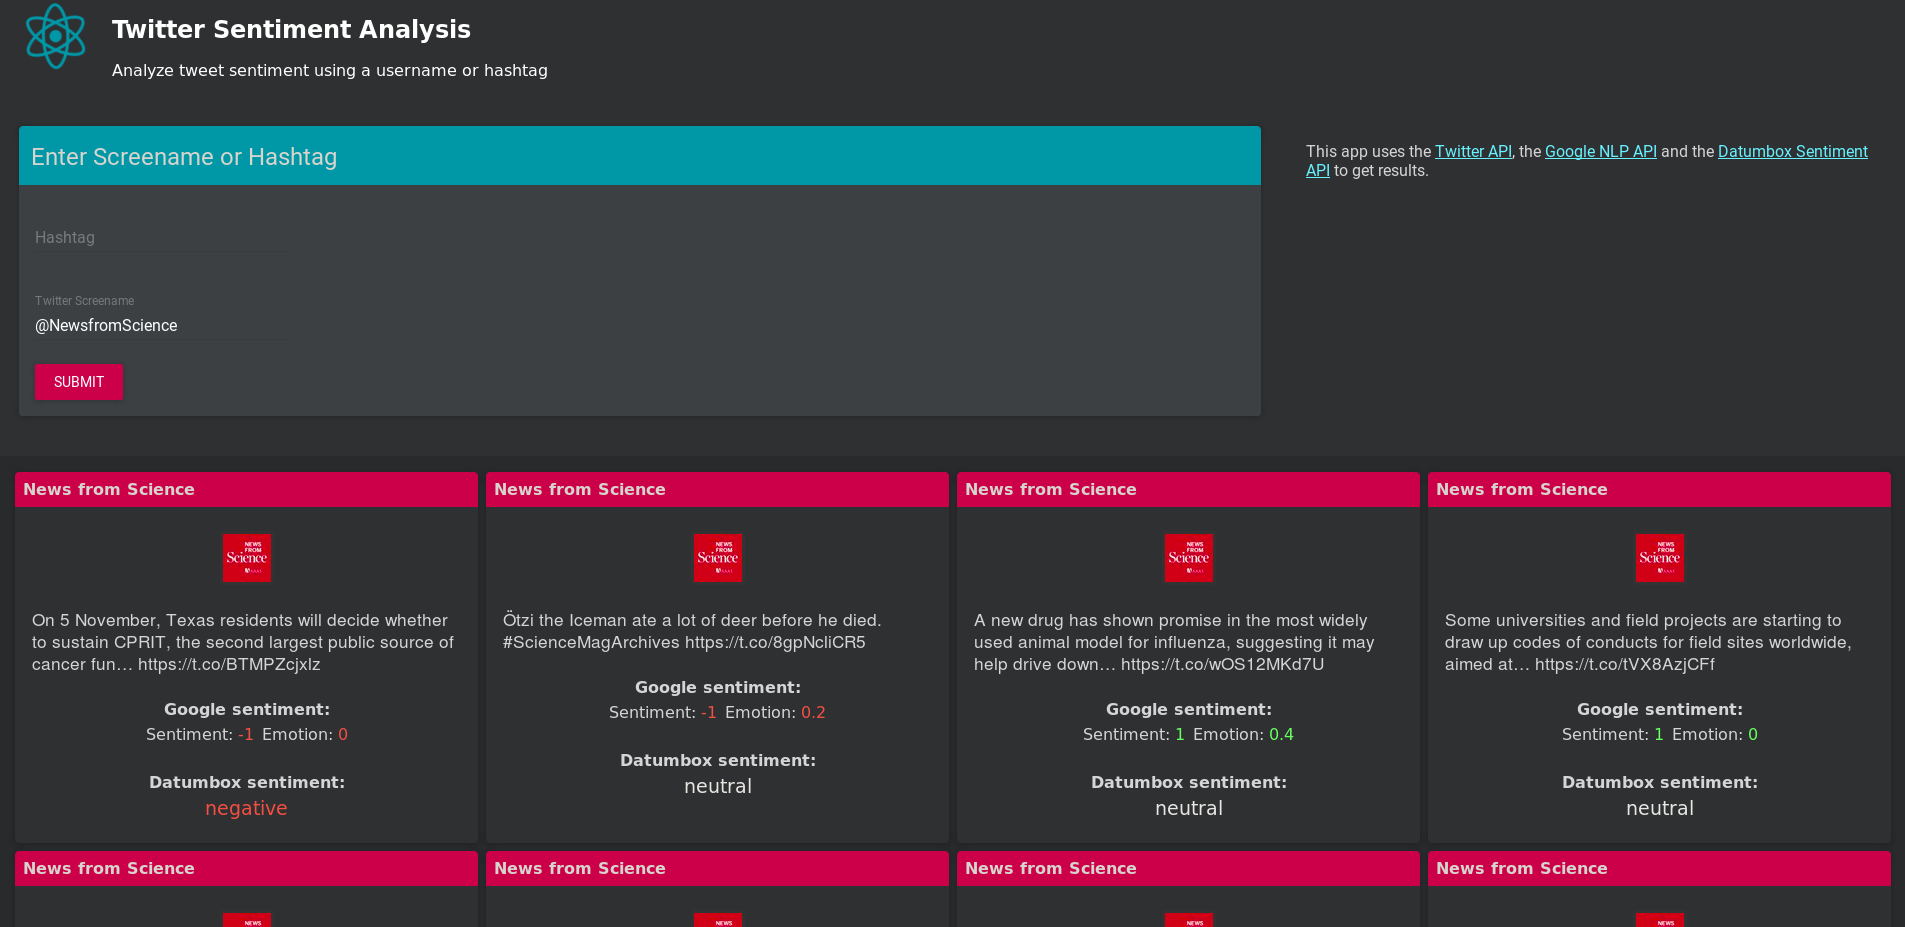 Twitter Sentiment Analysis
Analyze tweet sentiment using a username or hashtag
Enter Screename or Hashtag
Hashtag
Twitter Screename
@NewsfromScience
SUBMIT
This app uses the Twitter API, the Google NLP API and the Datumbox Sentiment
API to get results.
News from Science
NEWS
FROM
Science
AAAS
On 5 November, Texas residents will decide whether
to sustain CPRIT, the second largest public source of
cancer fun… https://t.co/BTMPZcjxlz
Google sentiment:
Sentiment: -1 Emotion: 0
Datumbox sentiment:
negative
News from Science
NEWS
FROM
Science
AAAS
Ötzi the Iceman ate a lot of deer before he died.
#ScienceMagArchives https://t.co/8gpNcliCR5
Google sentiment:
Sentiment: -1 Emotion: 0.2
Datumbox sentiment:
neutral
News from Science
NEWS
FROM
Science
AAAS
A new drug has shown promise in the most widely
used animal model for influenza, suggesting it may
help drive down… https://t.co/wOS12MKd7U
Google sentiment:
Sentiment: 1 Emotion: 0.4
Datumbox sentiment:
neutral
News from Science
NEWS
FROM
Science
AAAS
Some universities and field projects are starting to
draw up codes of conducts for field sites worldwide,
aimed at… https://t.co/tVX8AzjCFf
Google sentiment:
Sentiment: 1 Emotion: 0
Datumbox sentiment:
neutral
News from Science
NEWS
News from Science
NEWS
News from Science
NEWS
News from Science
NEWS